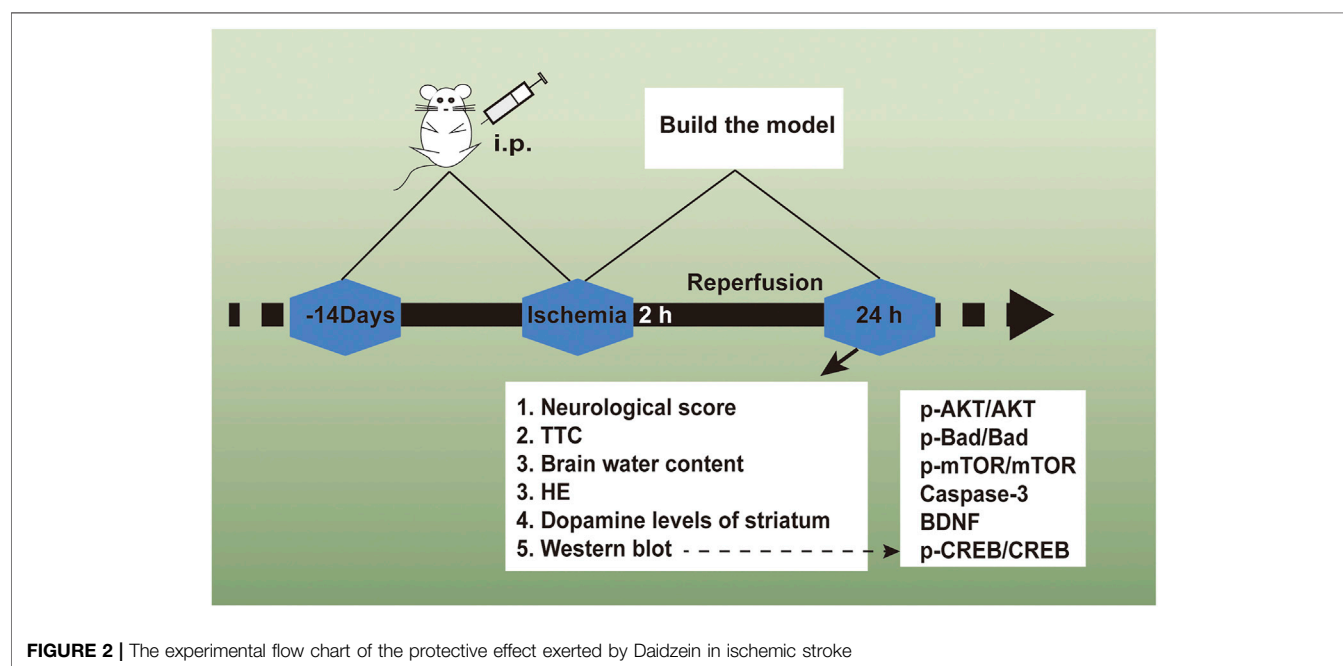 i.p.
Build the model
Reperfusion
-14Days
Ischemia
2 h
24 h
1. Neurological score
2. TTC
3. Brain water content
3. HE
4. Dopamine levels of striatum
5. Western blot
p-AKT/AKT
p-Bad/Bad
p-mTOR/mTOR
Caspase-3
BDNF
p-CREB/CREB
FIGURE 2 | The experimental flow chart of the protective effect exerted by Daidzein in ischemic stroke